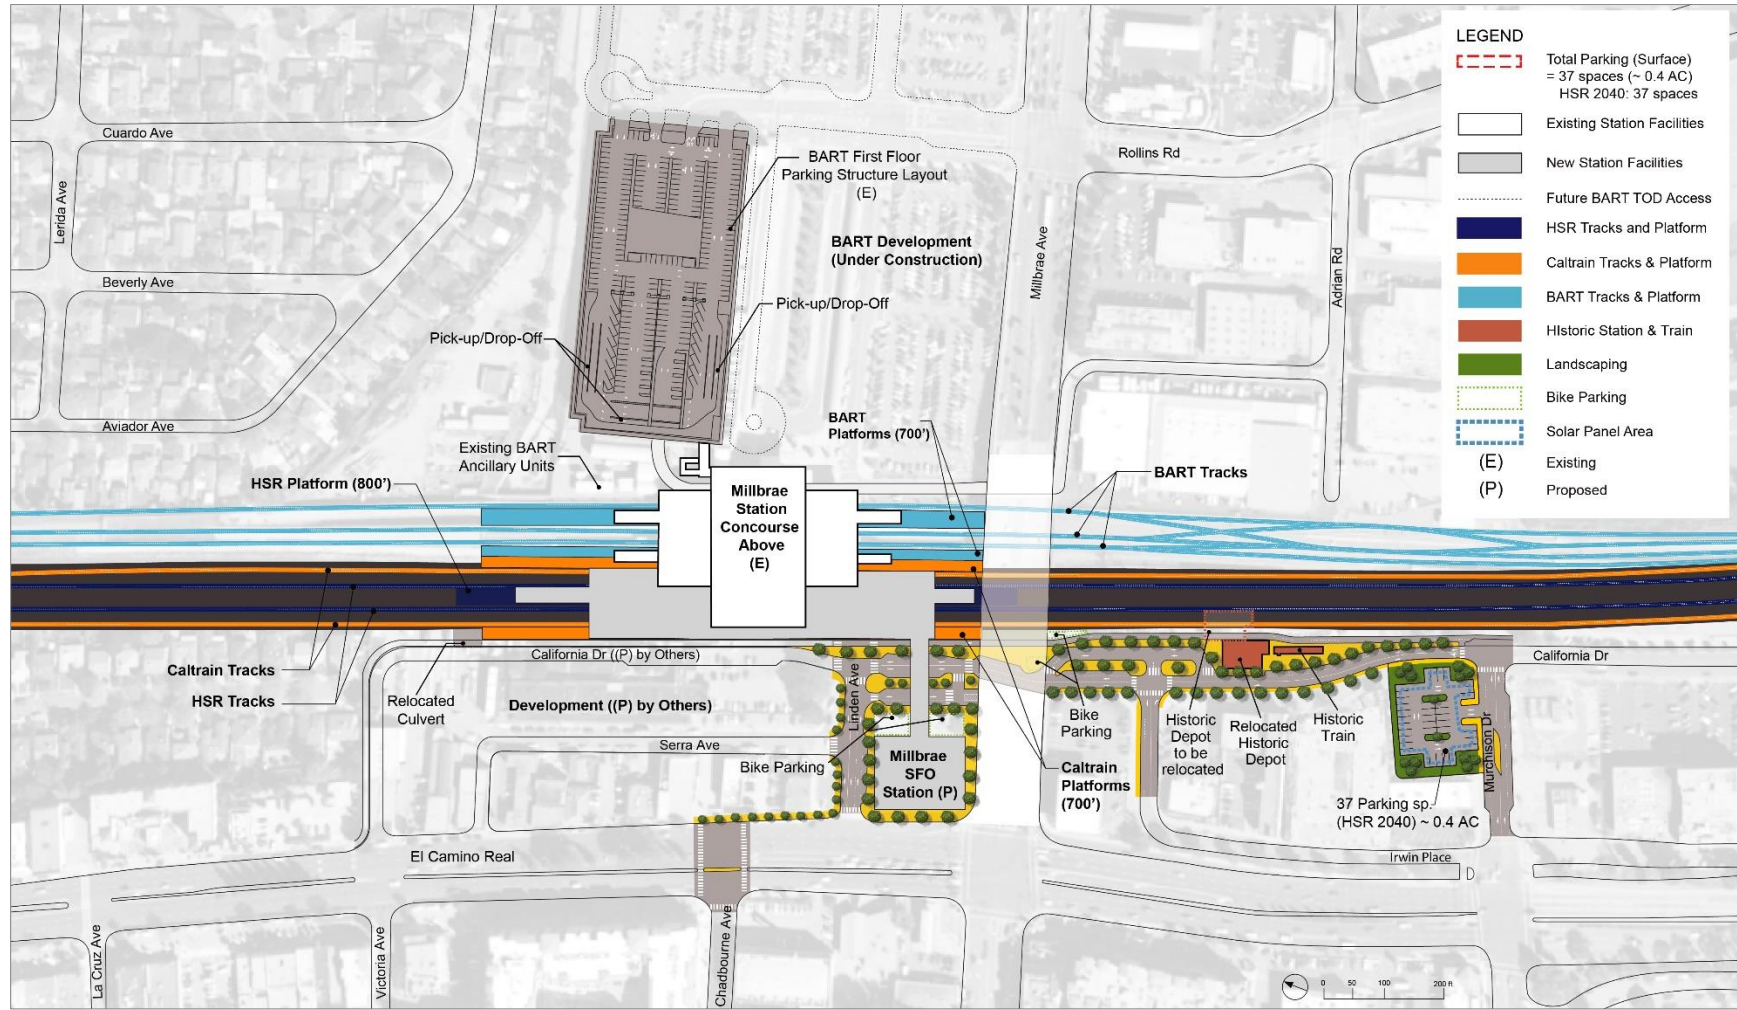 LEGEND
Total Parking (Surface)
= 37 spaces (~ 0.4 AC)
HSR 2040: 37 spaces
Existing Station Facilities
New Station Facilities
Future BART TOD Access
HSR Tracks and Platform
Caltrain Tracks & Platform
BART Tracks & Platform
HIstoric Station & Train
Landscaping
Bike Parking
Solar Panel Area
(E) Existing
(P) Proposed
Cuardo Ave
Lerida Ave
Beverly Ave
Aviador Ave
Rollins Rd
Millbrae Ave
Adrian Rd
BART First Floor
Parking Structure Layout
(E)
BART Development
(Under Construction)
Pick-up/Drop-Off
Pick-up/Drop-Off
Existing BART
Ancillary Units
BART
Platforms (700')
BART Tracks
HSR Platform (800')
Millbrae
Station
Concourse
Above
(E)
Caltrain Tracks
HSR Tracks
Relocated
Culvert
California Dr ((P) by Others)
Development ((P) by Others)
Serra Ave
Linden Ave
Bike Parking
Millbrae
SFO
Station (P)
Caltrain
Platforms
(700')
Bike
Parking
Historic
Depot
to be
relocated
Relocated
Historic
Depot
Historic
Train
California Dr
Murchison Dr
37 Parking sp.
(HSR 2040) ~ 0.4 AC
Irwin Place
El Camino Real
La Cruz Ave
Victoria Ave
Chadbourne Ave
0 50 100 200 ft